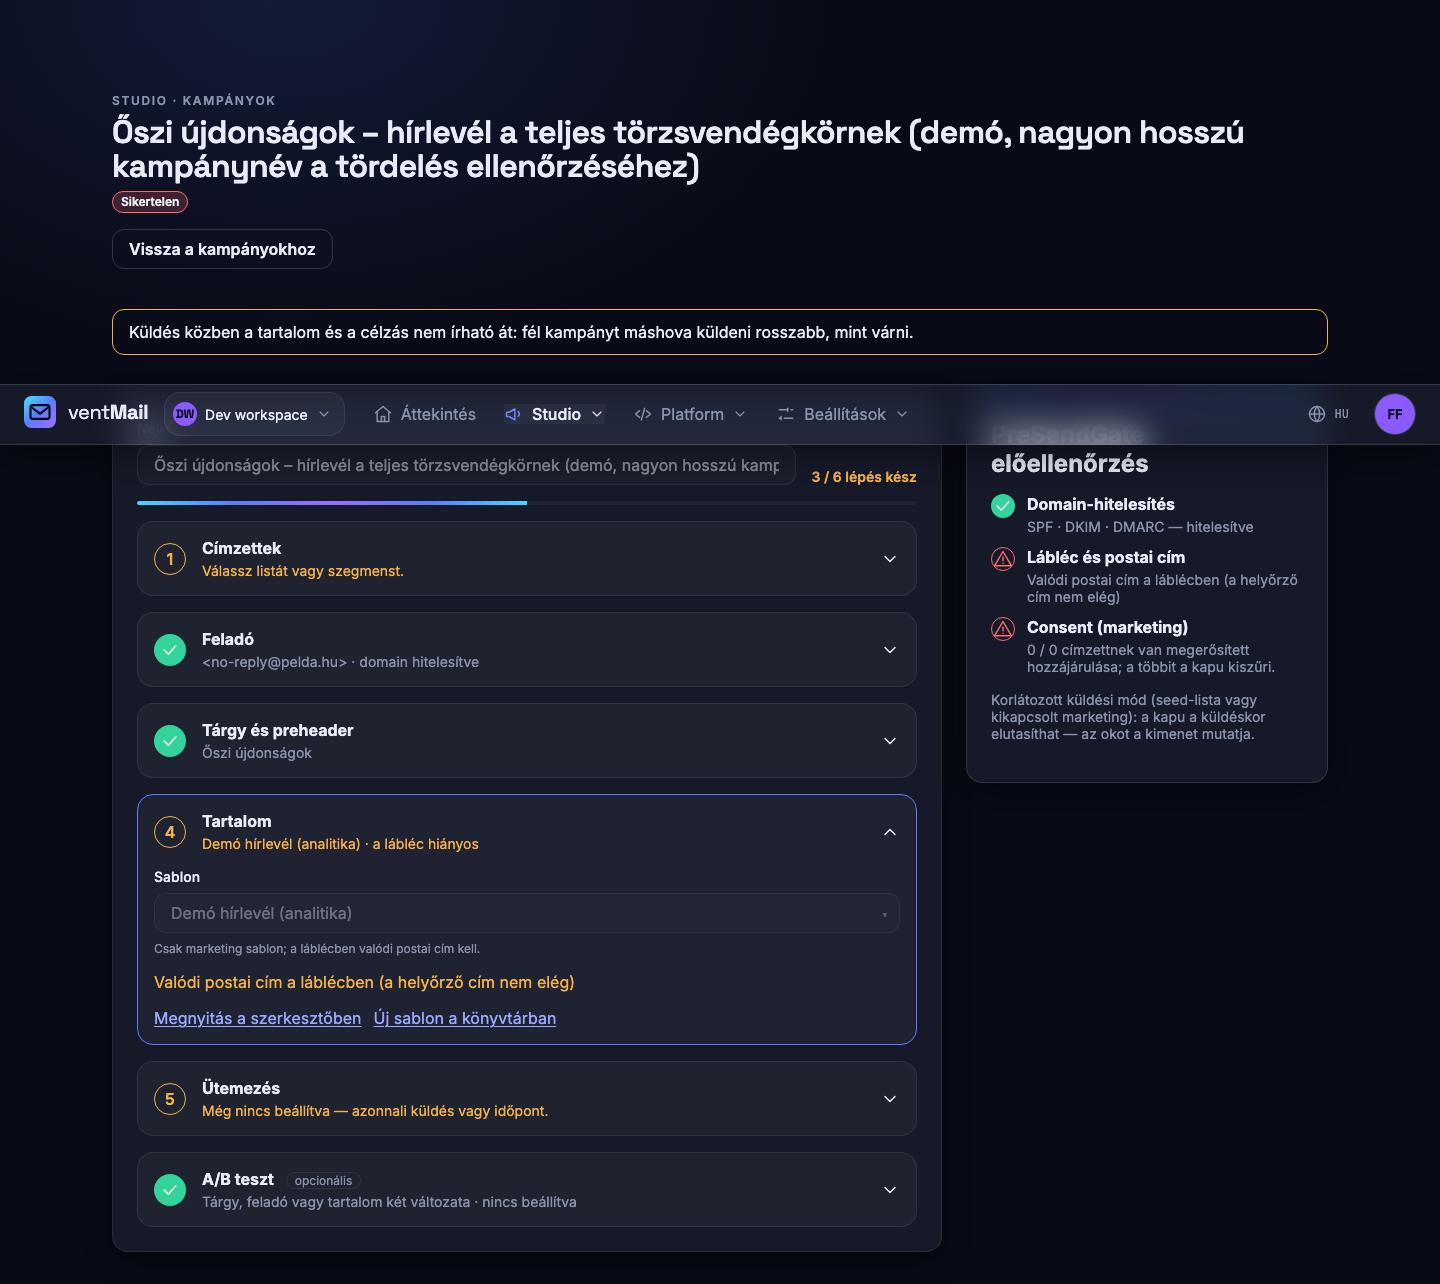 STUDIO · KAMPÁNYOK
Őszi újdonságok – hírlevél a teljes törzsvendégkörnek (demó, nagyon hosszú
kampánynév a tördelés ellenőrzéséhez)
Sikertelen
Vissza a kampányokhoz
Küldés közben a tartalom és a célzás nem írható át: fél kampányt máshova küldeni rosszabb, mint várni.
ventMail
DW Dev workspace
Áttekintés
Studio
Platform
Beállítások
HU
FF
Őszi újdonságok – hírlevél a teljes törzsvendégkörnek (demó, nagyon hosszú kamp
3 / 6 lépés kész
1
Címzettek
Válassz listát vagy szegmenst.
Feladó
<no-reply@pelda.hu> · domain hitelesítve
Tárgy és preheader
Őszi újdonságok
4
Tartalom
Demó hírlevél (analitika) · a lábléc hiányos
Sablon
Demó hírlevél (analitika)
Csak marketing sablon; a láblécben valódi postai cím kell.
Valódi postai cím a láblécben (a helyőrző cím nem elég)
Megnyitás a szerkesztőben Új sablon a könyvtárban
5
Ütemezés
Még nincs beállítva — azonnali küldés vagy időpont.
A/B teszt opcionális
Tárgy, feladó vagy tartalom két változata · nincs beállítva
PreSendGate
előellenőrzés
Domain-hitelesítés
SPF · DKIM · DMARC — hitelesítve
Lábléc és postai cím
Valódi postai cím a láblécben (a helyőrző
cím nem elég)
Consent (marketing)
0 / 0 címzettnek van megerősített
hozzájárulása; a többit a kapu kiszűri.
Korlátozott küldési mód (seed-lista vagy
kikapcsolt marketing): a kapu a küldéskor
elutasíthat — az okot a kimenet mutatja.